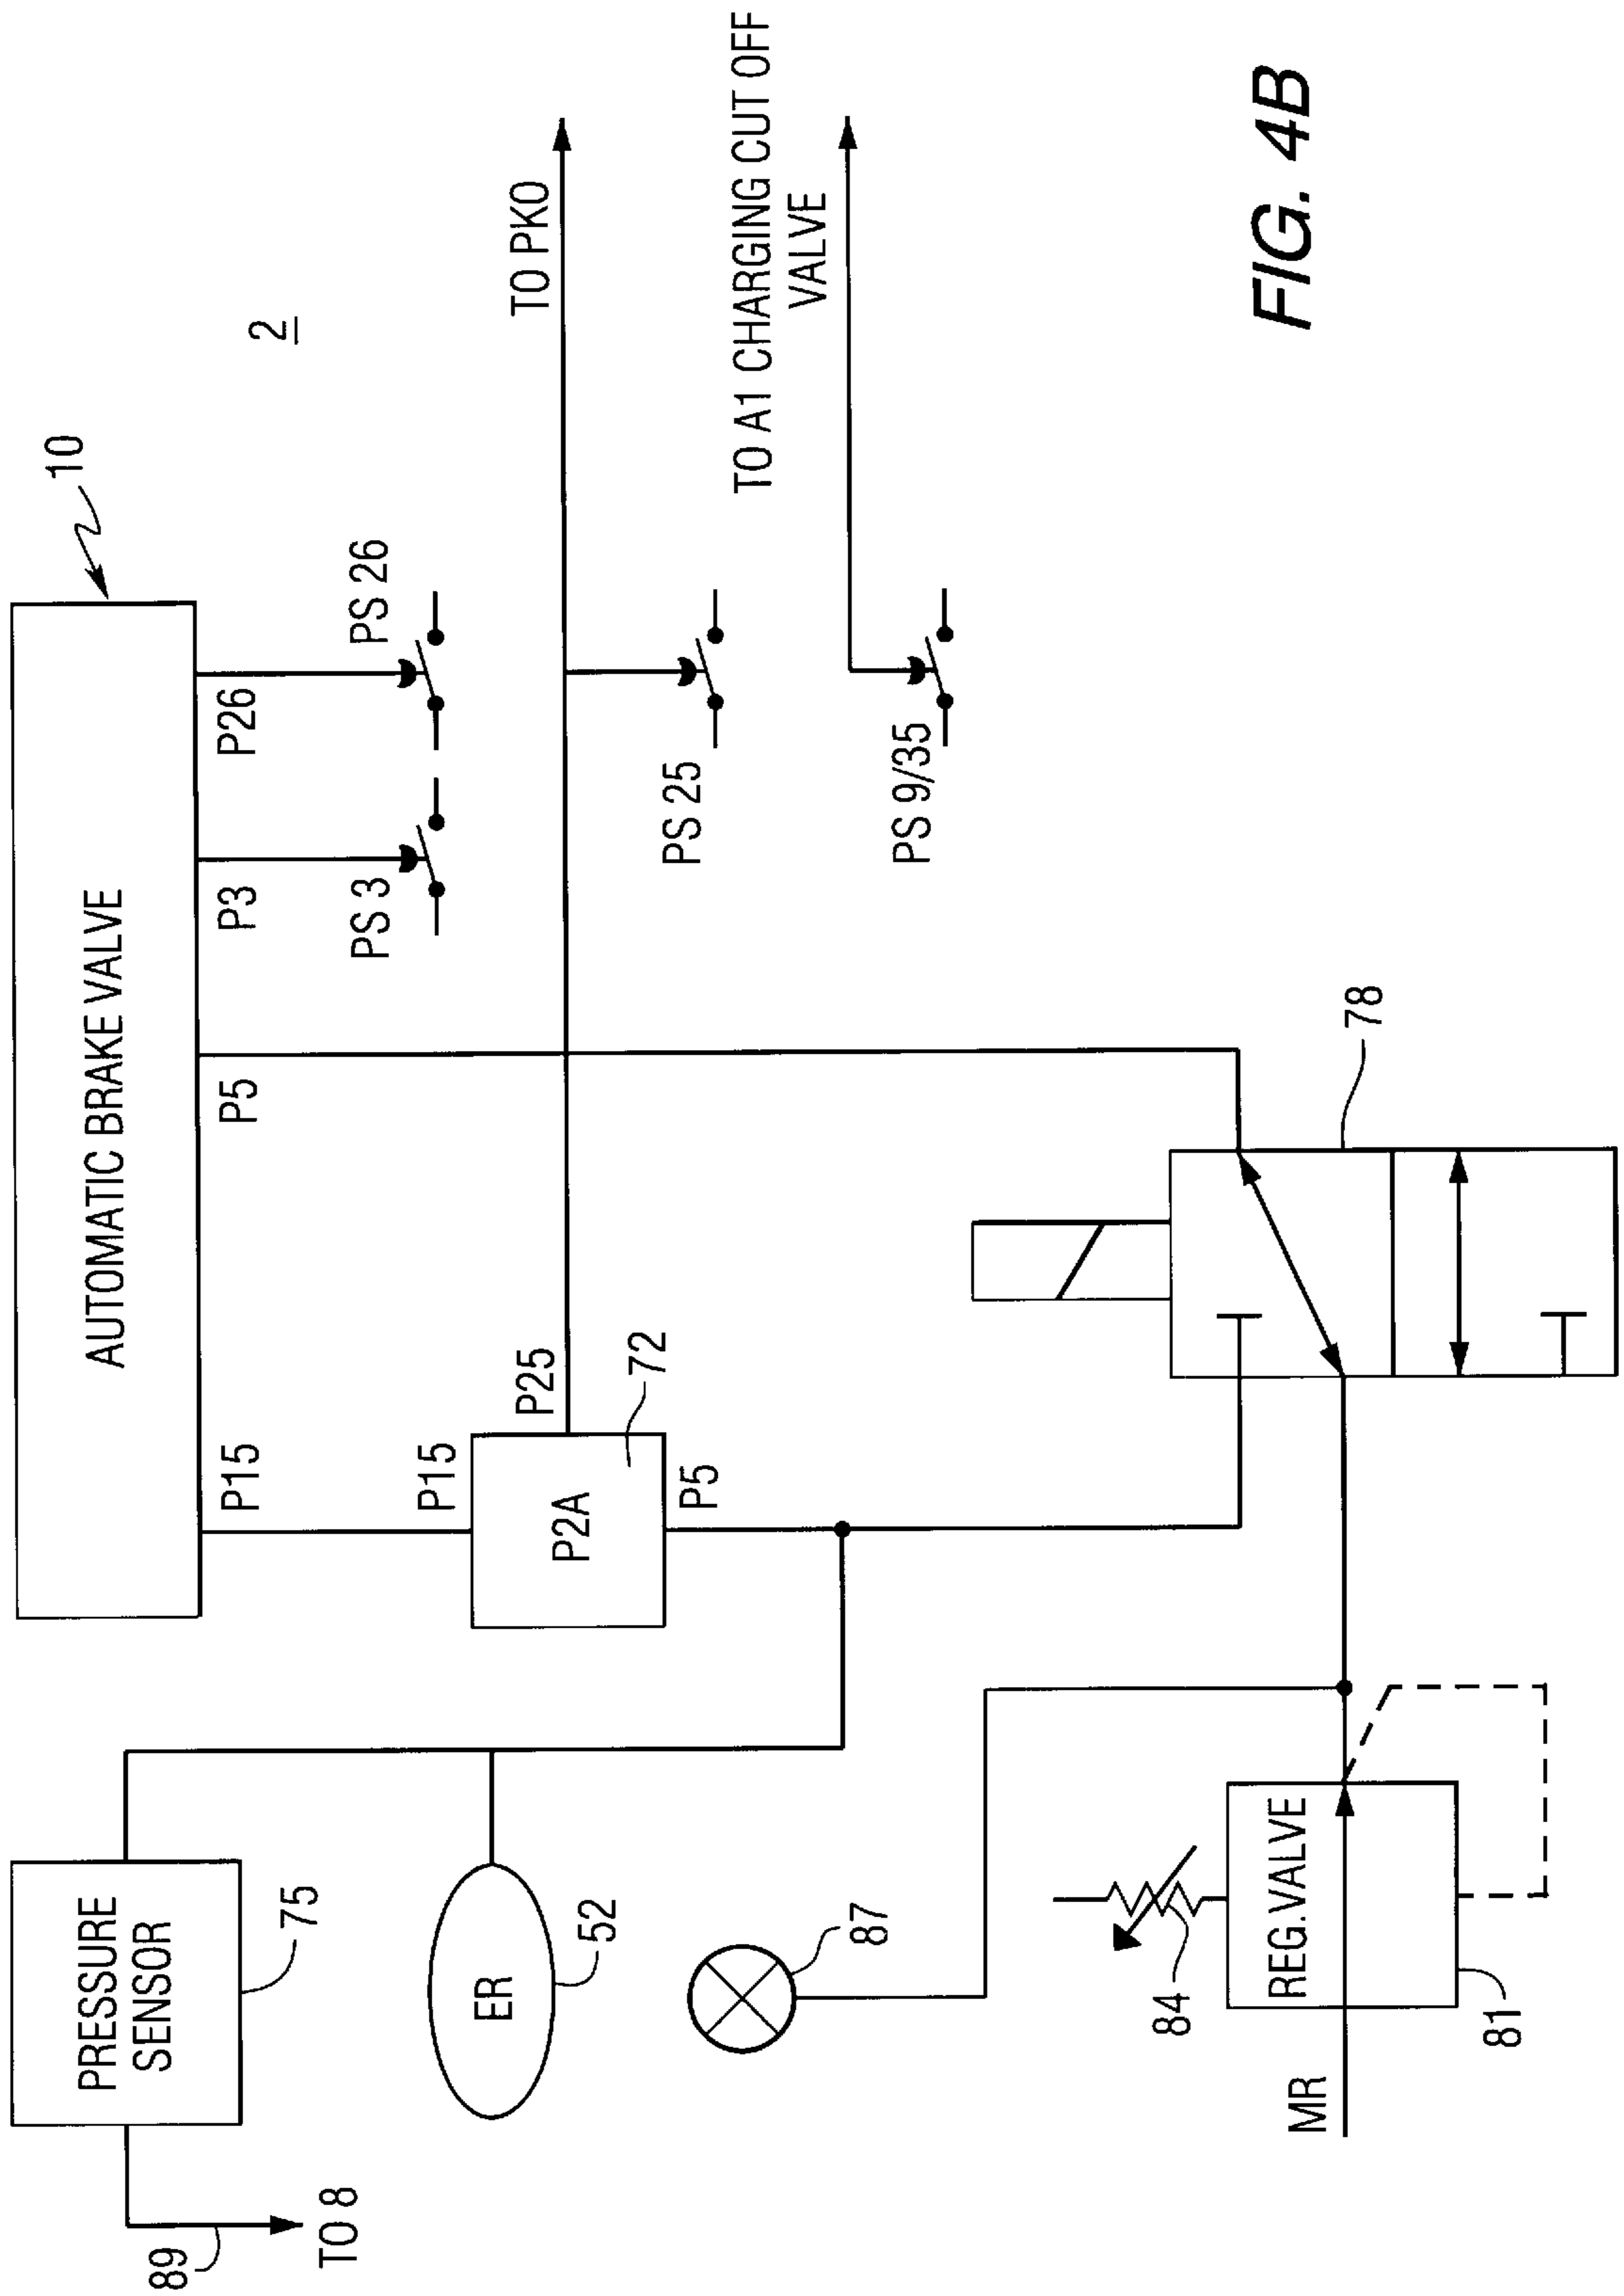 89
TO 8
PRESSURE
SENSOR
75
ER
52
87
84
REG.VALVE
81
MR
AUTOMATIC BRAKE VALVE
10
P15
P5
P3
P26
PS 3
PS 26
2
P15
P25
P2A
72
P5
TO PKO
PS 25
TO A1 CHARGING CUT OFF
VALVE
PS 9/35
78
FIG. 4B